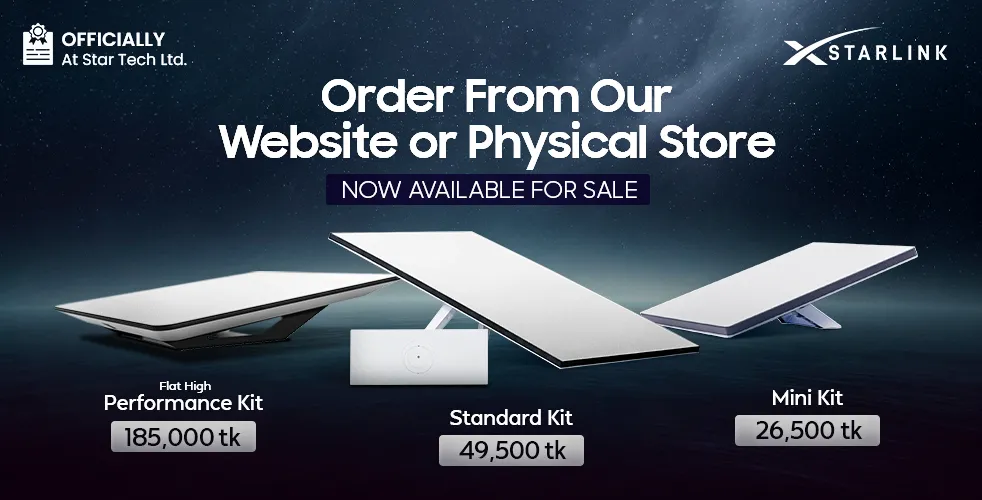 OFFICIALLY
At Star Tech Ltd.
STARLINK
Order From Our
Website or Physical Store
NOW AVAILABLE FOR SALE
Flat High
Performance Kit
185,000 tk
Standard Kit
49,500 tk
Mini Kit
26,500 tk